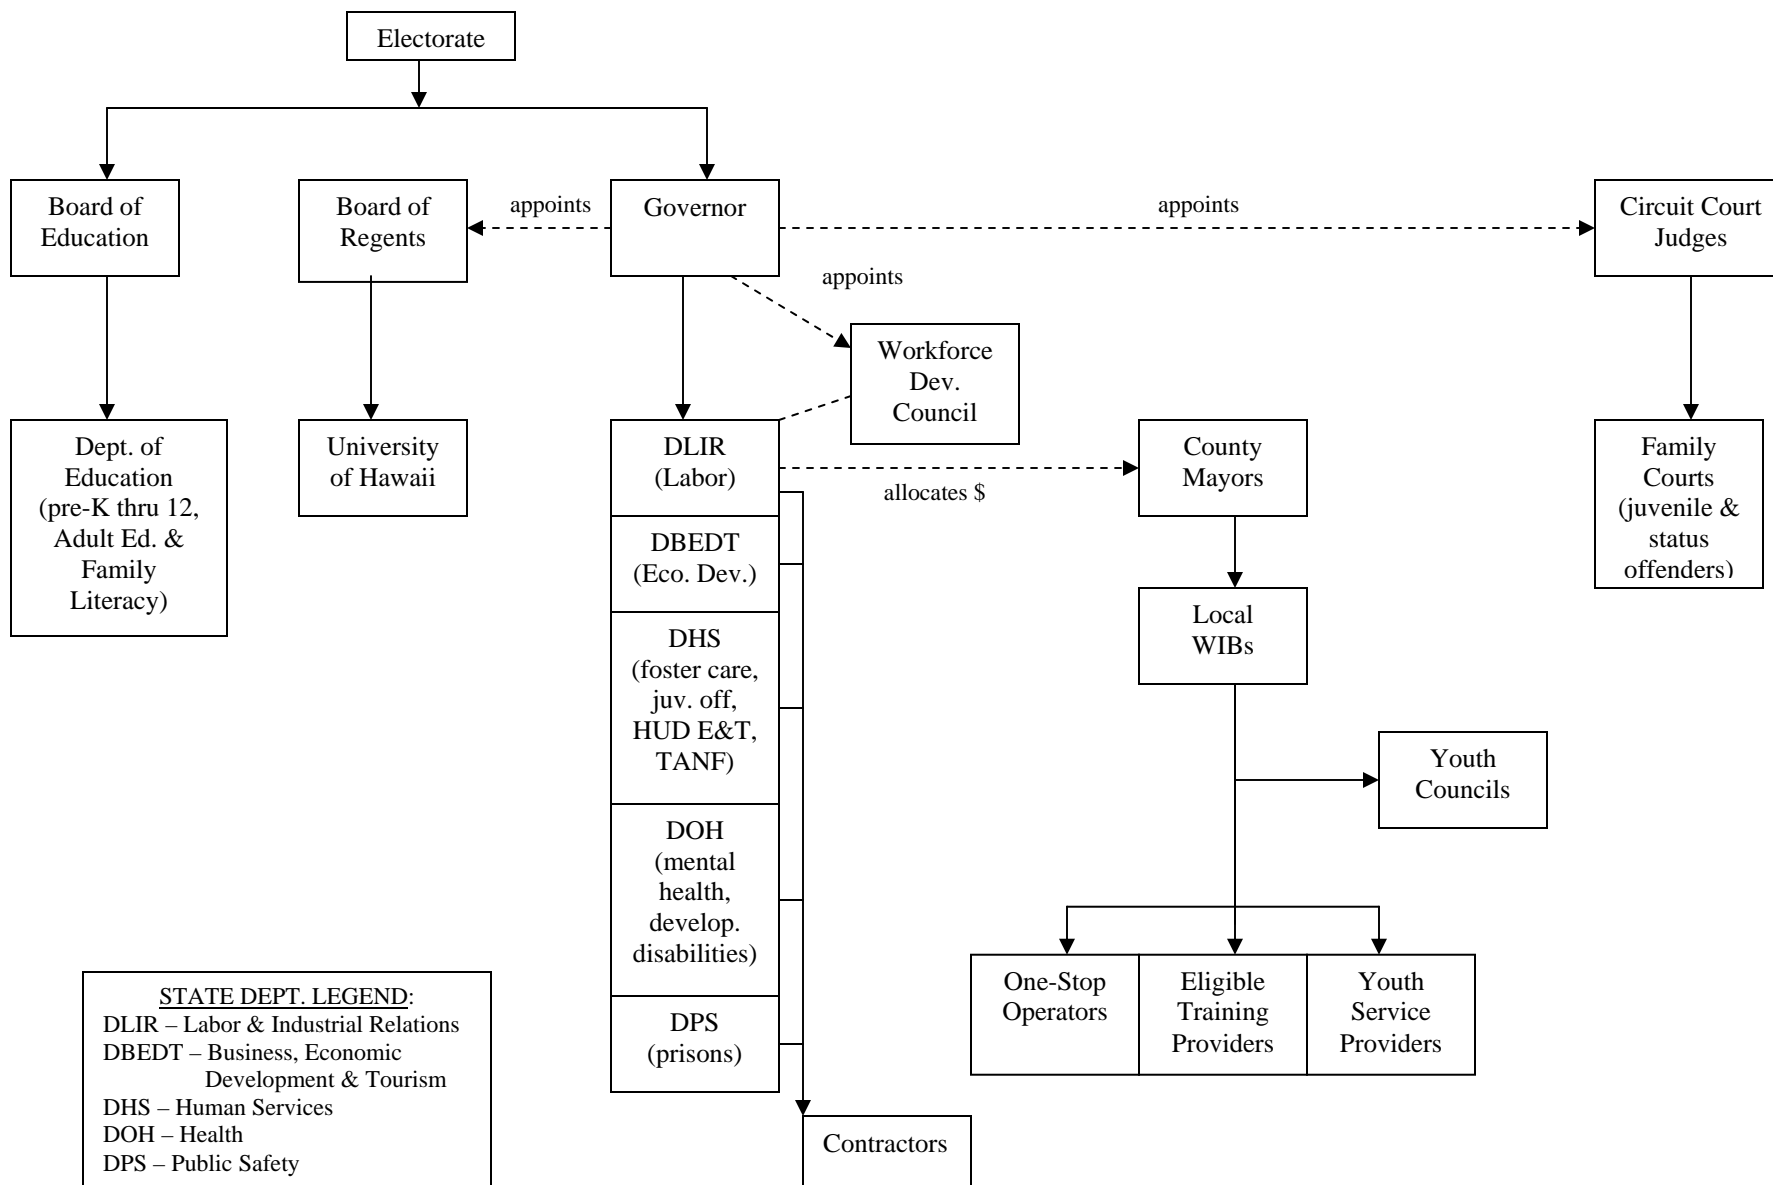 Electorate
Board of
Education
Board of
Regents
appoints
Governor
appoints
Circuit Court
Judges
appoints
Workforce
Dev.
Council
Dept. of
Education
(pre-K thru 12,
Adult Ed. &
Family
Literacy)
University
of Hawaii
DLIR
(Labor)
allocates $
County
Mayors
Family
Courts
(juvenile &
status
offenders)
DBEDT
(Eco. Dev.)
Local
WIBs
DHS
(foster care,
juv. off,
HUD E&T,
TANF)
Youth
Councils
DOH
(mental
health,
develop.
disabilities)
One-Stop
Operators
Eligible
Training
Providers
Youth
Service
Providers
DPS
(prisons)
Contractors
STATE DEPT. LEGEND:
DLIR – Labor & Industrial Relations
DBEDT – Business, Economic
Development & Tourism
DHS – Human Services
DOH – Health
DPS – Public Safety